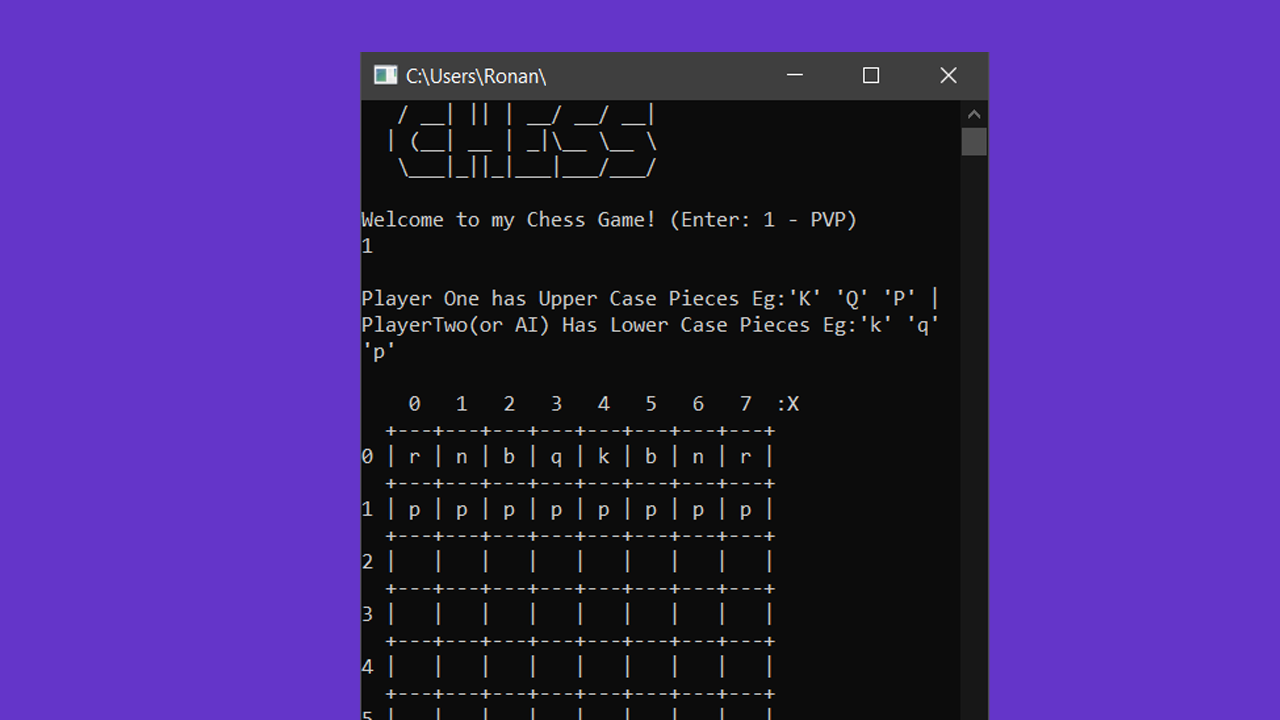 C:\Users\Ronan\
  / __| || | __/ __/ __|
 | (__| __ | _|\__ \__ \
  \___|_||_|___|___/___/
Welcome to my Chess Game! (Enter: 1 - PVP)
1
Player One has Upper Case Pieces Eg:'K' 'Q' 'P' |
PlayerTwo(or AI) Has Lower Case Pieces Eg:'k' 'q'
'p'
    0   1   2   3   4   5   6   7  :X
  +---+---+---+---+---+---+---+---+
0 | r | n | b | q | k | b | n | r |
  +---+---+---+---+---+---+---+---+
1 | p | p | p | p | p | p | p | p |
  +---+---+---+---+---+---+---+---+
2 |   |   |   |   |   |   |   |   |
  +---+---+---+---+---+---+---+---+
3 |   |   |   |   |   |   |   |   |
  +---+---+---+---+---+---+---+---+
4 |   |   |   |   |   |   |   |   |
  +---+---+---+---+---+---+---+---+
5 |   |   |   |   |   |   |   |   |